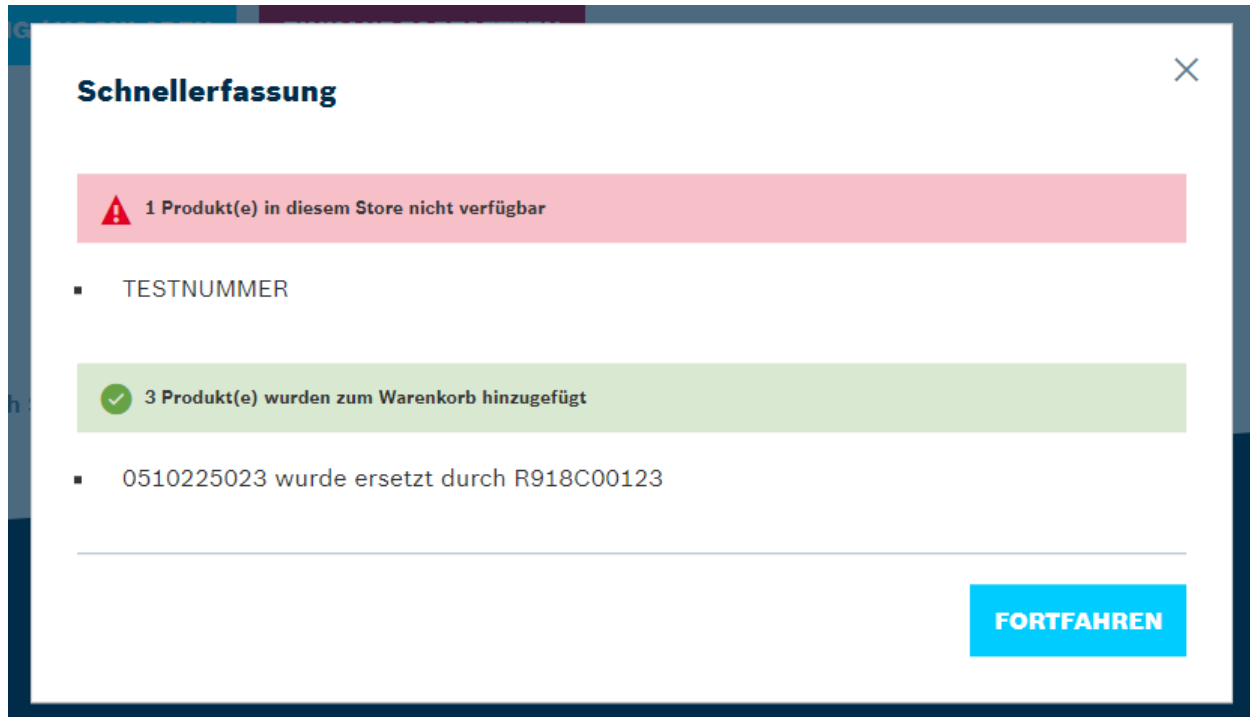 Schnellerfassung
1 Produkt(e) in diesem Store nicht verfügbar
TESTNUMMER
3 Produkt(e) wurden zum Warenkorb hinzugefügt
0510225023 wurde ersetzt durch R918C00123
FORTFAHREN